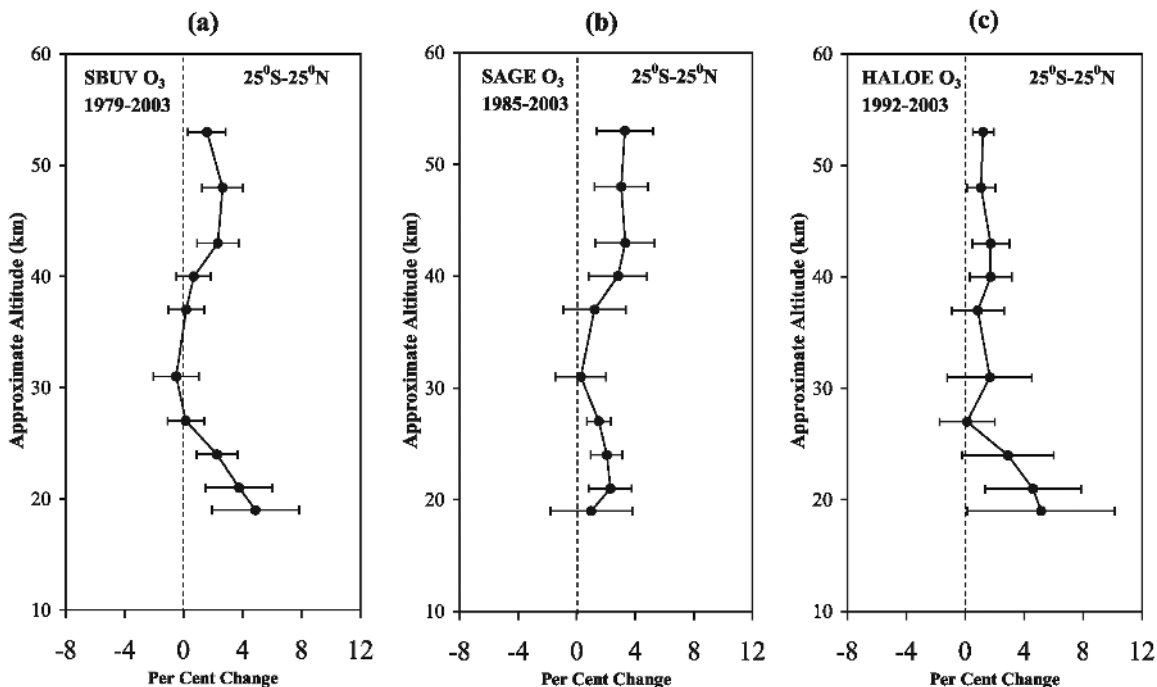 (a)
SBUV O₃ 25⁰S-25⁰N
1979-2003
60
50
40
30
20
10
Approximate Altitude (km)
-8 -4 0 4 8 12
Per Cent Change
(b)
SAGE O₃ 25⁰S-25⁰N
1985-2003
60
50
40
30
20
10
Approximate Altitude (km)
-8 -4 0 4 8 12
Per Cent Change
(c)
HALOE O₃ 25⁰S-25⁰N
1992-2003
60
50
40
30
20
10
Approximate Altitude (km)
-8 -4 0 4 8 12
Per Cent Change